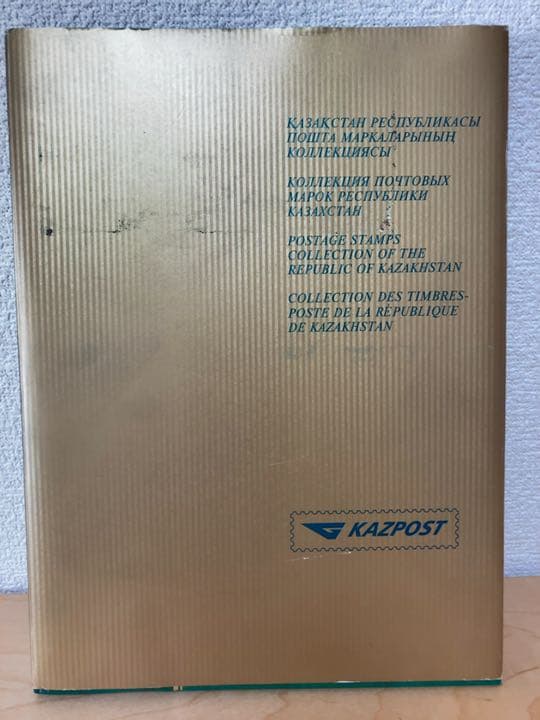 ҚАЗАҚСТАН РЕСПУБЛИКАСЫ
ПОШТА МАРКАЛАРЫНЫҢ
КОЛЛЕКЦИЯСЫ
КОЛЛЕКЦИЯ ПОЧТОВЫХ
МАРОК РЕСПУБЛИКИ
КАЗАХСТАН
POSTAGE STAMPS
COLLECTION OF THE
REPUBLIC OF KAZAKHSTAN
COLLECTION DES TIMBRES-
POSTE DE LA RÉPUBLIQUE
DE KAZAKHSTAN
KAZPOST